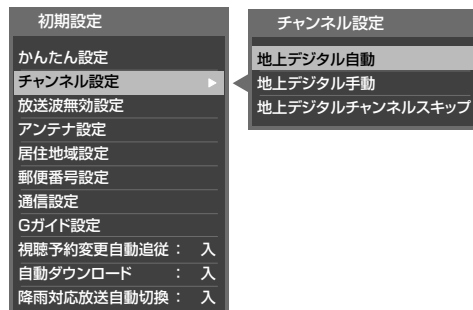 初期設定
かんたん設定
チャンネル設定
放送波無効設定
アンテナ設定
居住地域設定
郵便番号設定
通信設定
Gガイド設定
視聴予約変更自動追従： 入
自動ダウンロード ： 入
降雨対応放送自動切換： 入
チャンネル設定
地上デジタル自動
地上デジタル手動
地上デジタルチャンネルスキップ